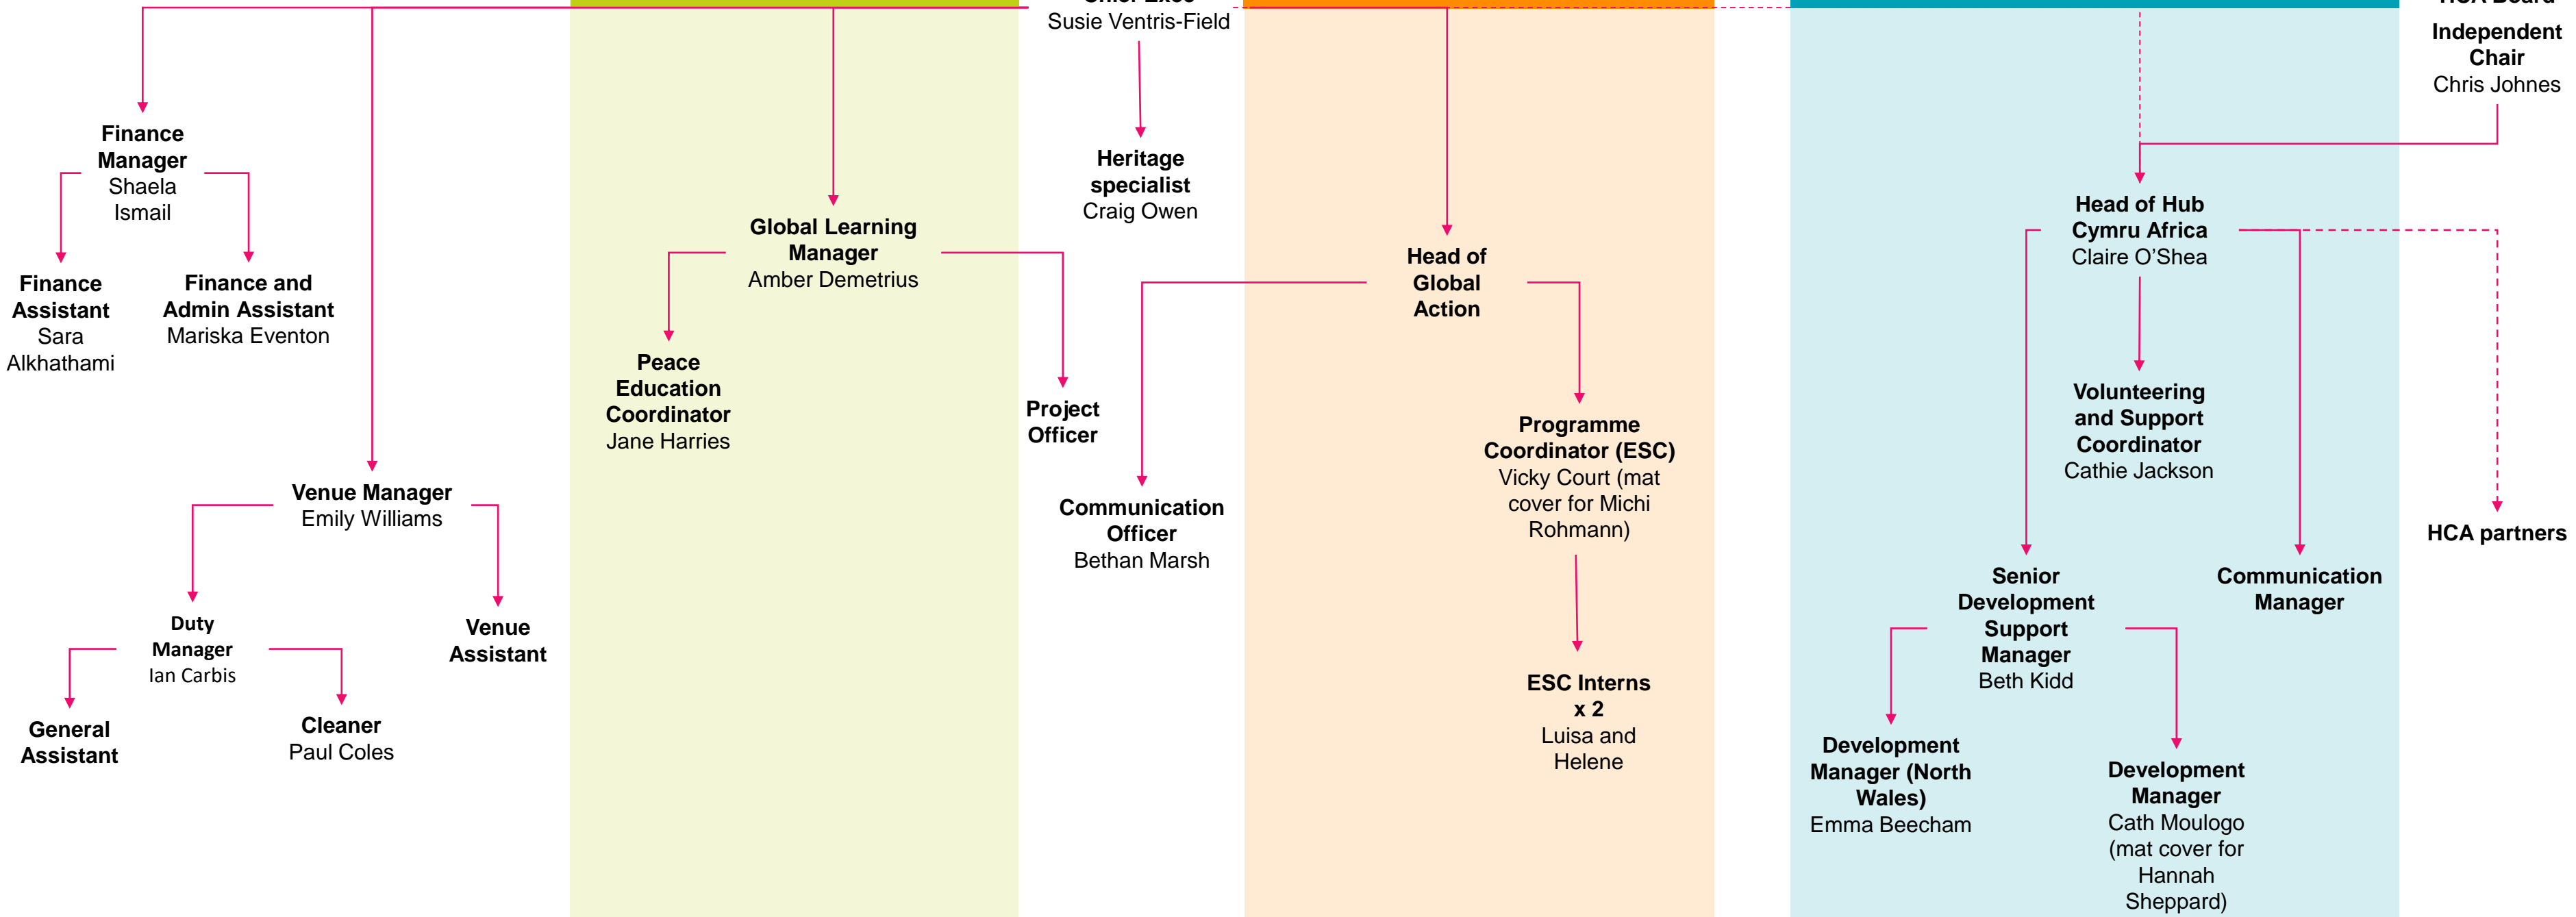 Susie Ventris-Field
Independent
Chair
Chris Johnes
Finance
Manager
Shaela
Ismail
Heritage
specialist
Craig Owen
Head of Hub
Cymru Africa
Claire O’Shea
Global Learning
Manager
Amber Demetrius
Head of
Global
Action
Finance
Assistant
Sara
Alkhathami
Finance and
Admin Assistant
Mariska Eventon
Peace
Education
Coordinator
Jane Harries
Project
Officer
Volunteering
and Support
Coordinator
Cathie Jackson
Programme
Coordinator (ESC)
Vicky Court (mat
cover for Michi
Rohmann)
Venue Manager
Emily Williams
Communication
Officer
Bethan Marsh
HCA partners
Senior
Development
Support
Manager
Beth Kidd
Communication
Manager
Duty
Manager
Ian Carbis
Venue
Assistant
ESC Interns
x 2
Luisa and
Helene
General
Assistant
Cleaner
Paul Coles
Development
Manager (North
Wales)
Emma Beecham
Development
Manager
Cath Moulogo
(mat cover for
Hannah
Sheppard)